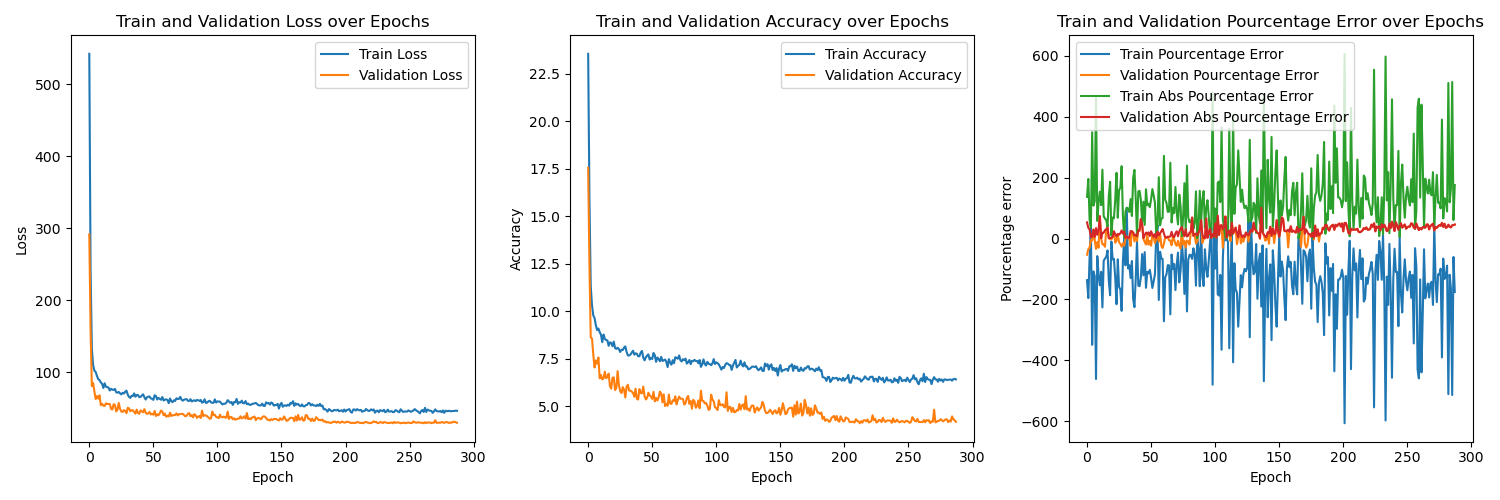 Train and Validation Loss over Epochs
Train Loss
Validation Loss
Loss
500
400
300
200
100
0 50 100 150 200 250 300
Epoch
Train and Validation Accuracy over Epochs
Train Accuracy
Validation Accuracy
Accuracy
22.5
20.0
17.5
15.0
12.5
10.0
7.5
5.0
0 50 100 150 200 250 300
Epoch
Train and Validation Pourcentage Error over Epochs
Train Pourcentage Error
Validation Pourcentage Error
Train Abs Pourcentage Error
Validation Abs Pourcentage Error
Pourcentage error
600
400
200
0
−200
−400
−600
0 50 100 150 200 250 300
Epoch